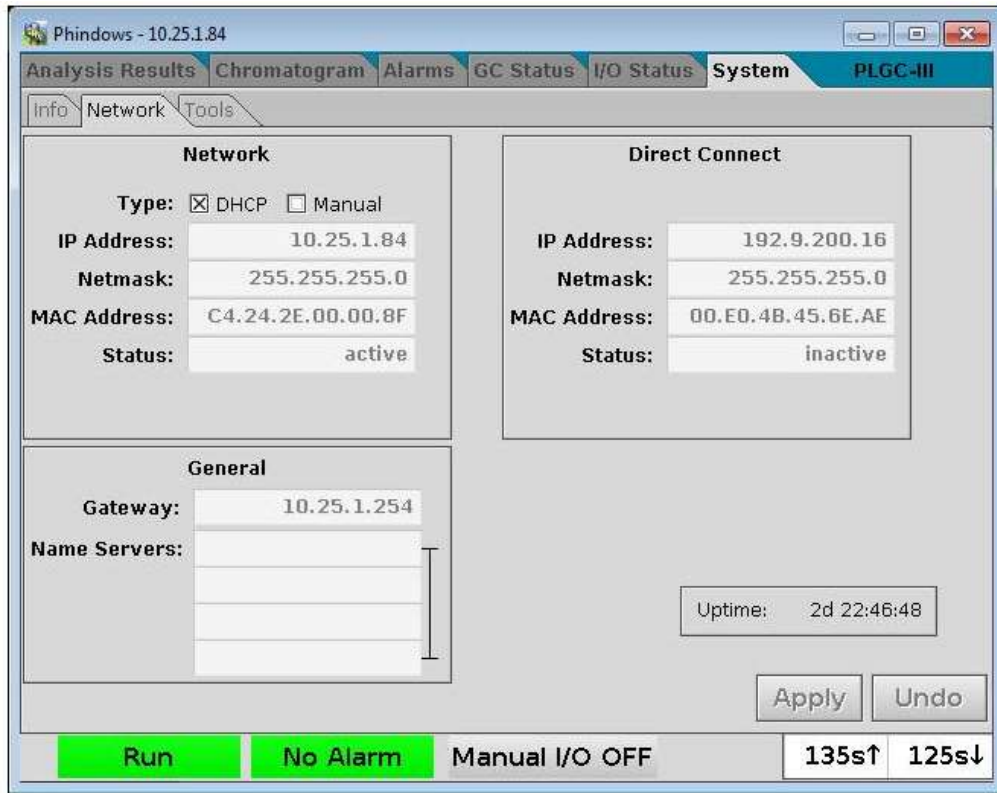 Phindows - 10.25.1.84
Analysis Results Chromatogram Alarms GC Status I/O Status System PLGC-III
Info Network Tools
Network
Type: DHCP Manual
IP Address: 10.25.1.84
Netmask: 255.255.255.0
MAC Address: C4.24.2E.00.00.8F
Status: active
Direct Connect
IP Address: 192.9.200.16
Netmask: 255.255.255.0
MAC Address: 00.E0.4B.45.6E.AE
Status: inactive
General
Gateway: 10.25.1.254
Name Servers:
Uptime: 2d 22:46:48
Apply Undo
Run No Alarm Manual I/O OFF 135s↑ 125s↓